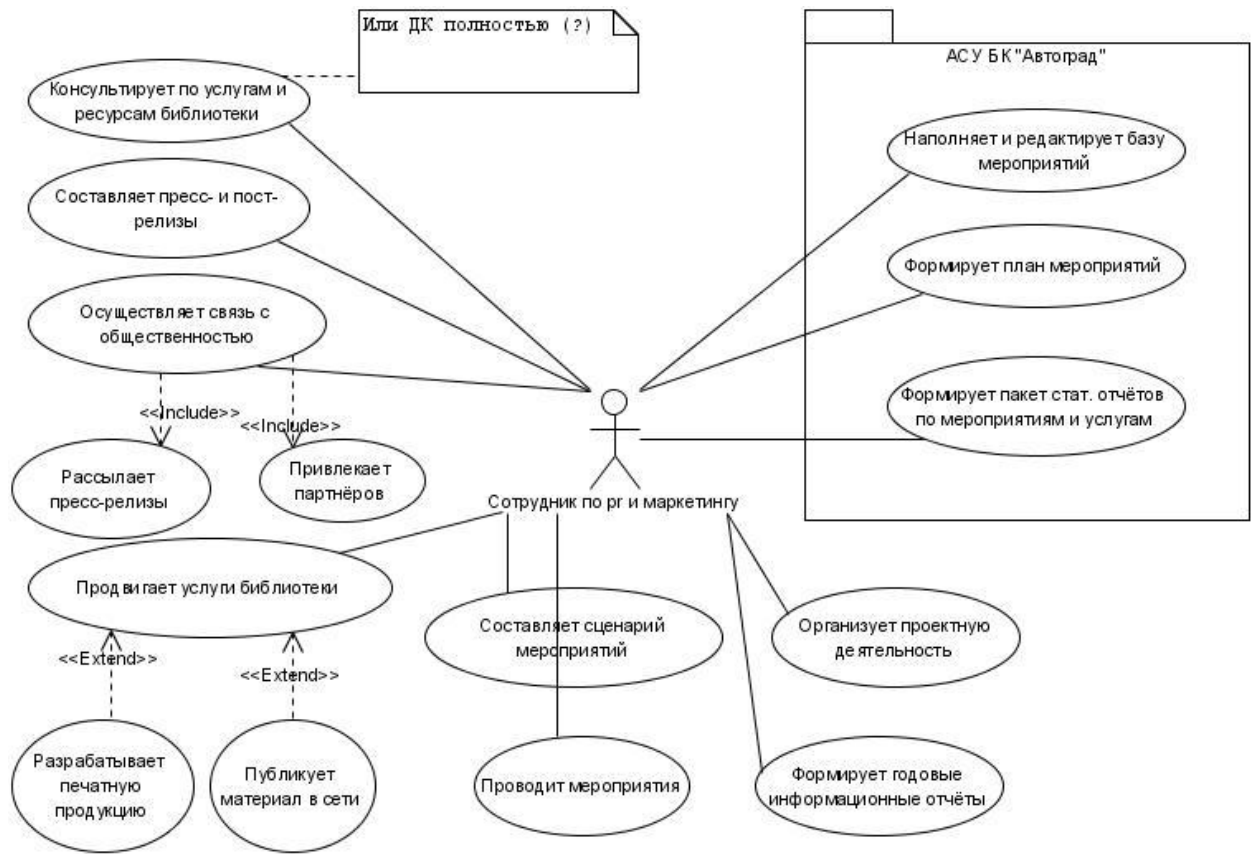 Или ДК полностью (?)
АСУ БК "Автоград"
Консультирует по услугам и
ресурсам библиотеки
Наполняет и редактирует базу
мероприятий
Составляет пресс- и пост-
релизы
Формирует план мероприятий
Осуществляет связь с
общественностью
Формирует пакет стат. отчётов
по мероприятиям и услугам
<<Include>>
<<Include>>
Рассылает
пресс-релизы
Привлекает
партнёров
Сотрудник по pr и маркетингу
Продвигает услуги библиотеки
Составляет сценарий
мероприятий
Организует проектную
деятельность
<<Extend>>
<<Extend>>
Разрабатывает
печатную
продукцию
Публикует
материал в сети
Проводит мероприятия
Формирует годовые
информационные отчёты